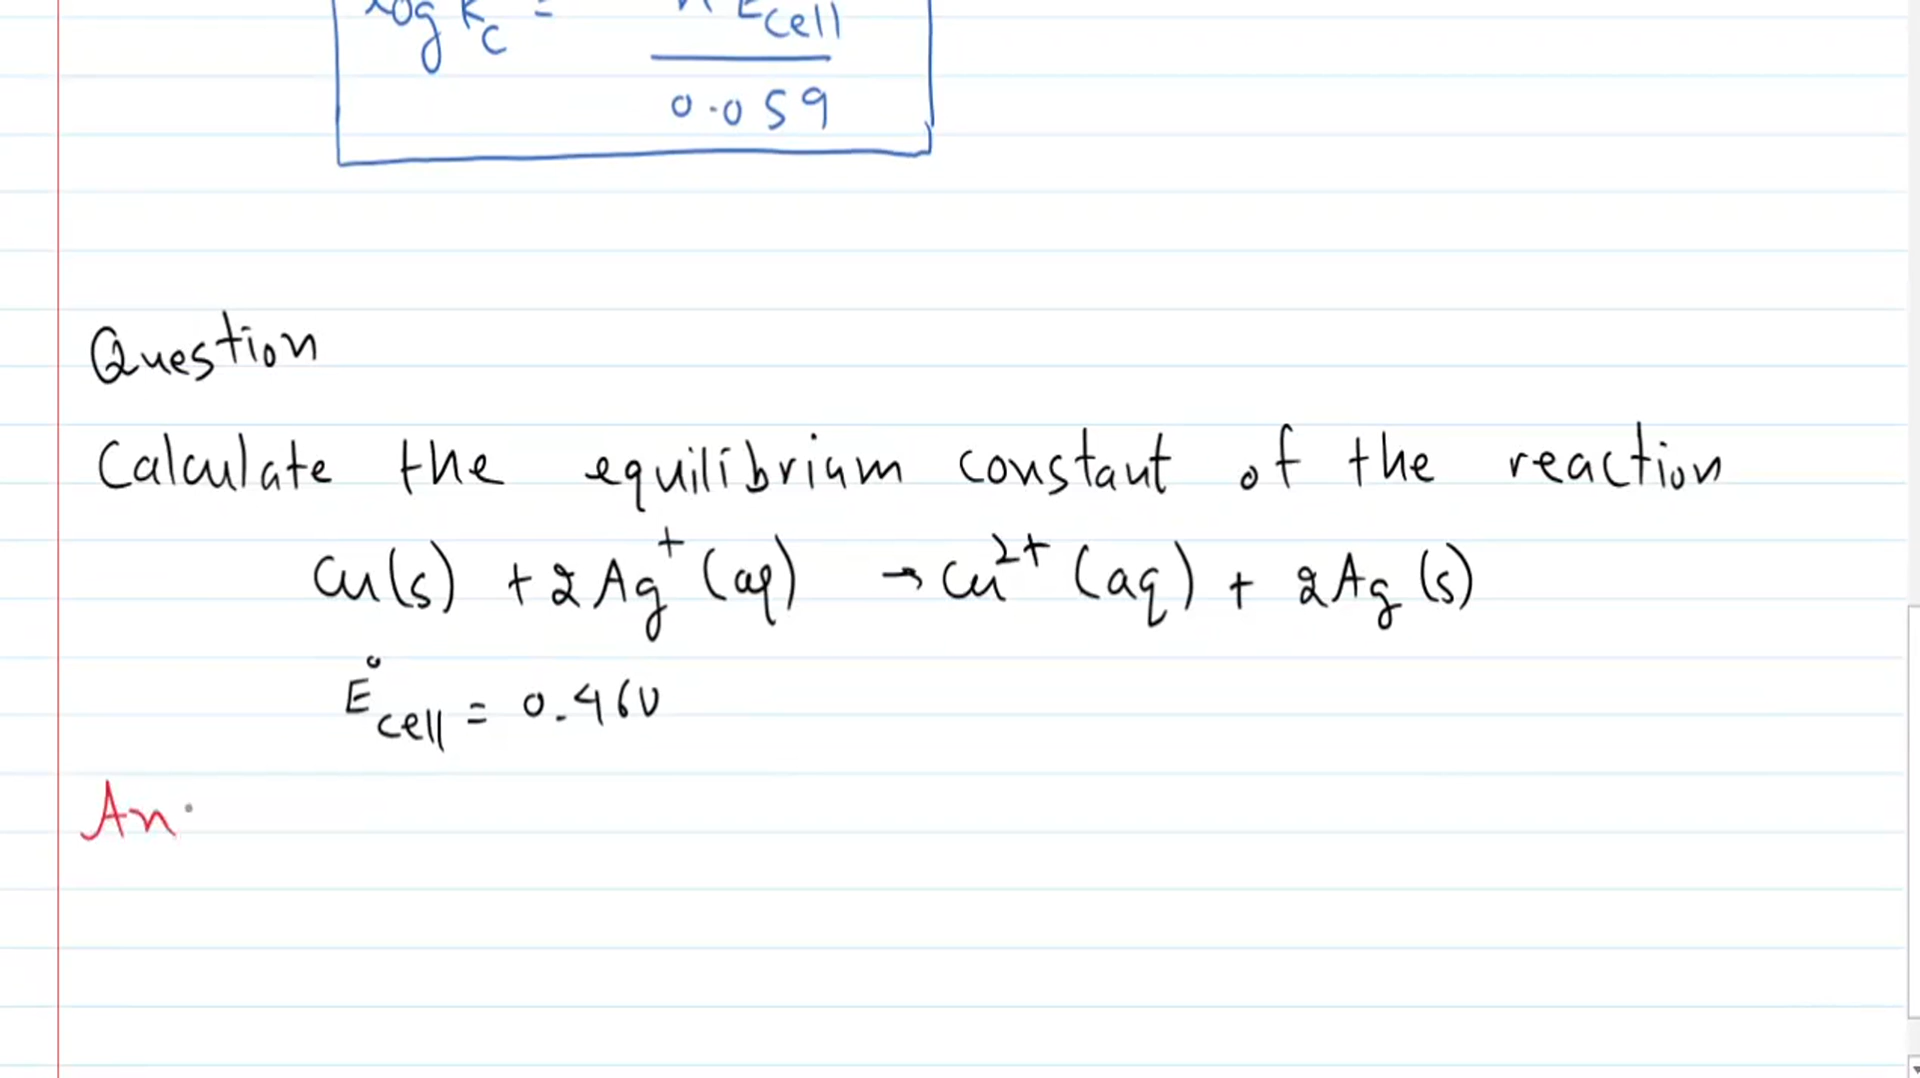 log Kc = n Ecell
0.059
Question
Calculate the equilibrium constant of the reaction
Cu(s) + 2Ag⁺(aq) → Cu²⁺(aq) + 2Ag(s)
E°cell = 0.46V
An